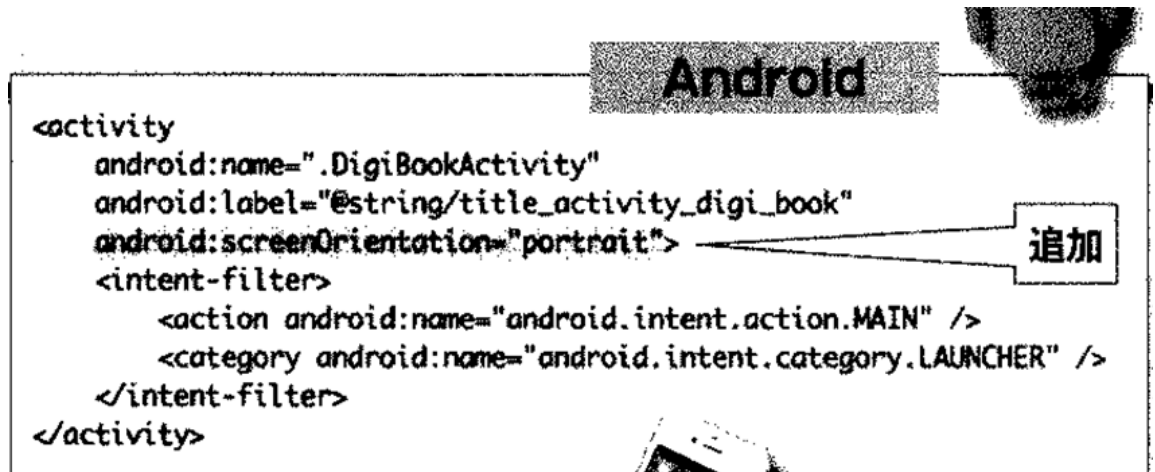 Android
<activity
android:name=".DigiBookActivity"
android:label="@string/title_activity_digi_book"
android:screenOrientation="portrait">
追加
<intent-filter>
<action android:name="android.intent.action.MAIN" />
<category android:name="android.intent.category.LAUNCHER" />
</intent-filter>
</activity>